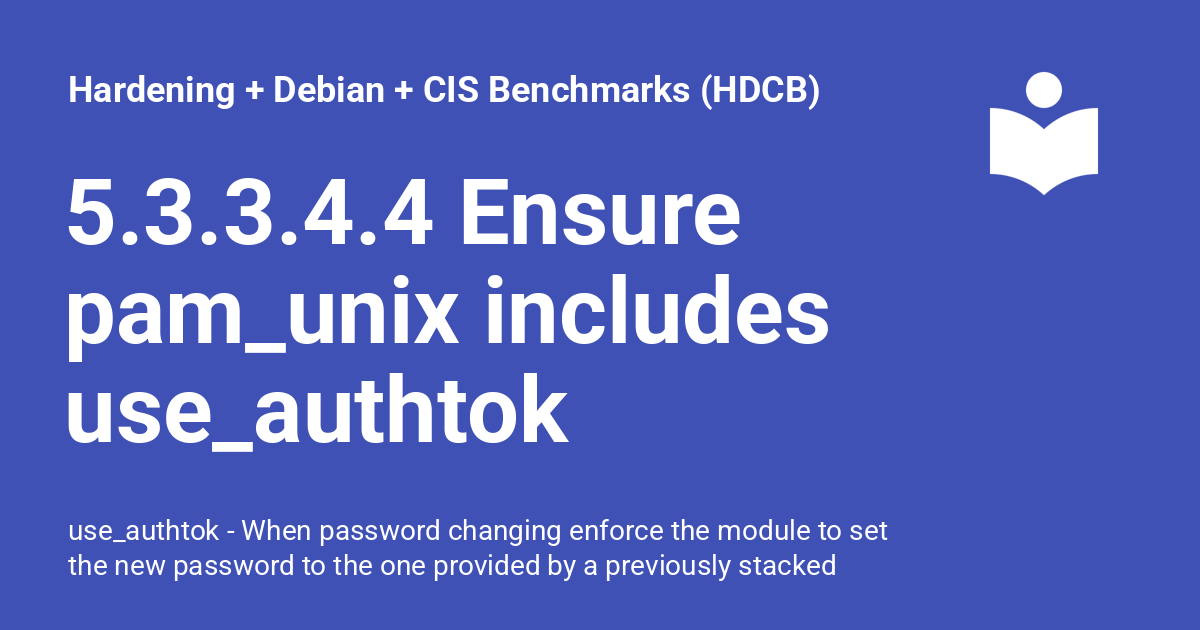 Hardening + Debian + CIS Benchmarks (HDCB)
5.3.3.4.4 Ensure
pam_unix includes
use_authtok
use_authtok - When password changing enforce the module to set
the new password to the one provided by a previously stacked